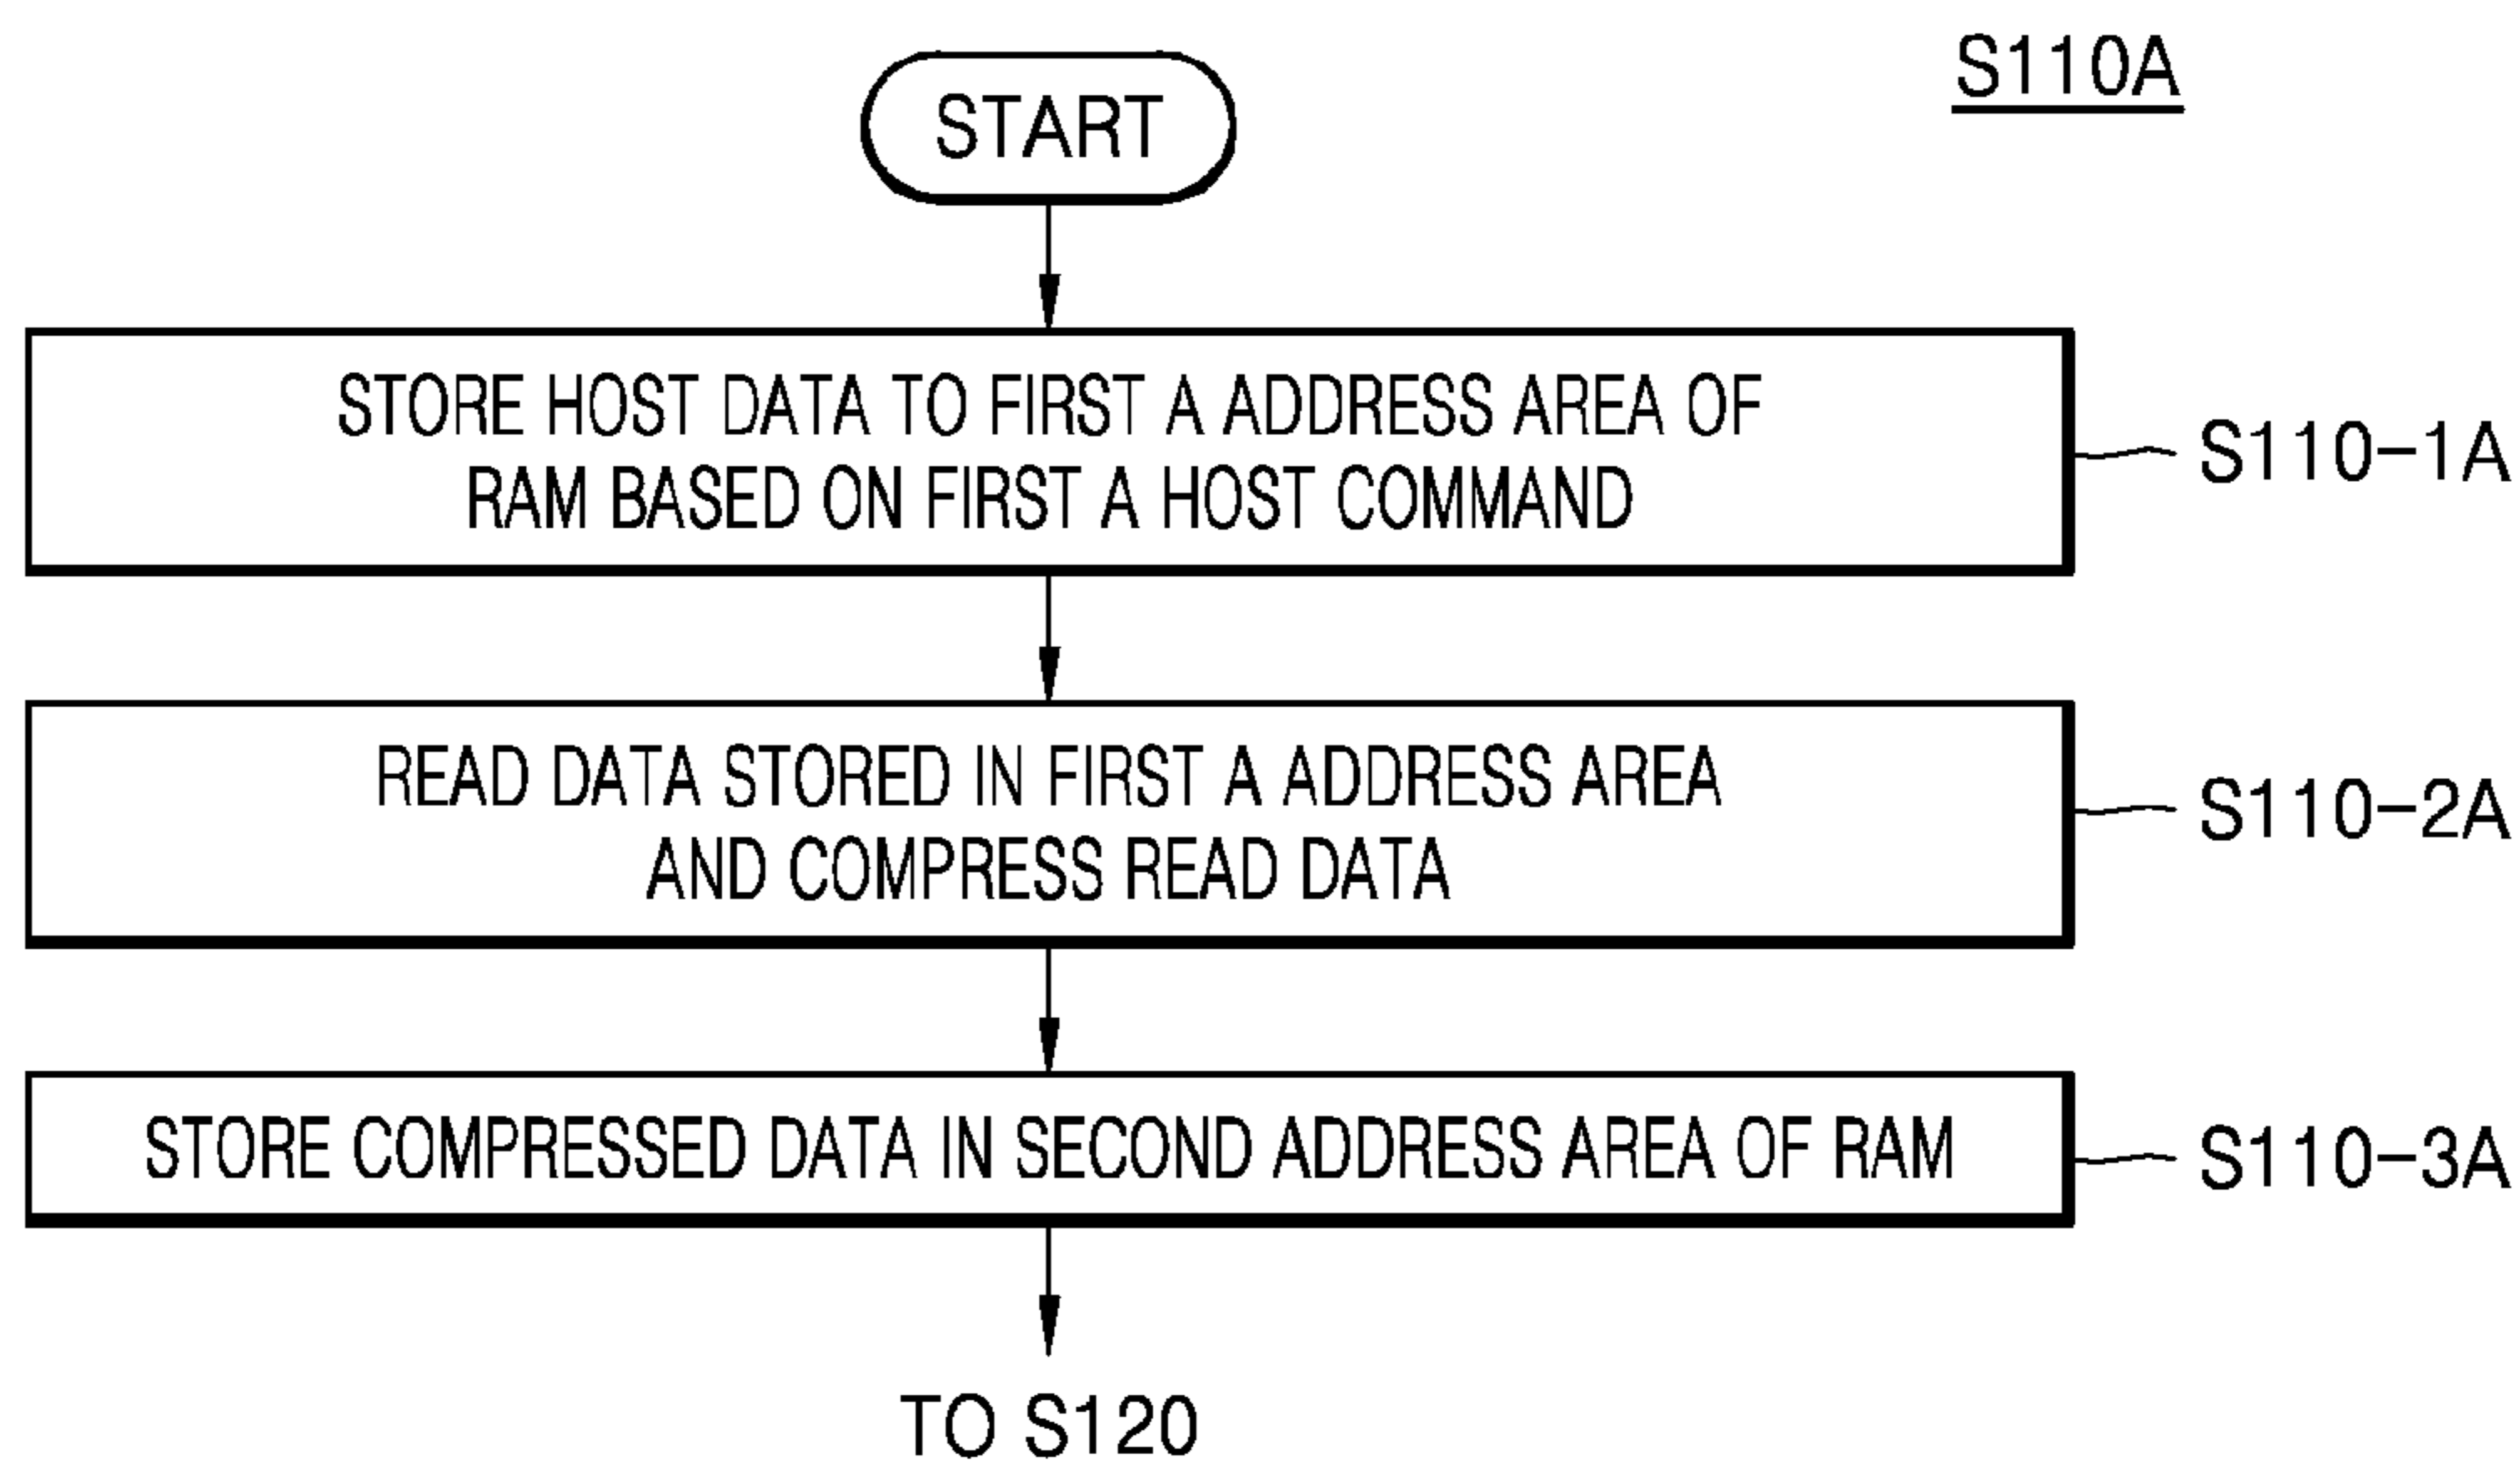 S110A
START
STORE HOST DATA TO FIRST A ADDRESS AREA OF
RAM BASED ON FIRST A HOST COMMAND
S110-1A
READ DATA STORED IN FIRST A ADDRESS AREA
AND COMPRESS READ DATA
S110-2A
STORE COMPRESSED DATA IN SECOND ADDRESS AREA OF RAM
S110-3A
TO S120